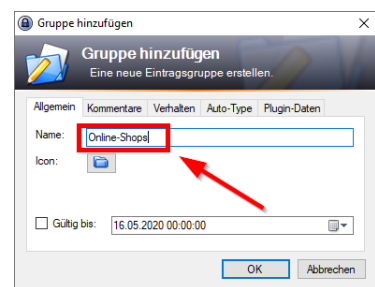 Gruppe hinzufügen
Gruppe hinzufügen
Eine neue Eintragsgruppe erstellen.
Allgemein Kommentare Verhalten Auto-Type Plugin-Daten
Name: Online-Shops
Icon:
Gültig bis: 16.05.2020 00:00:00
OK Abbrechen